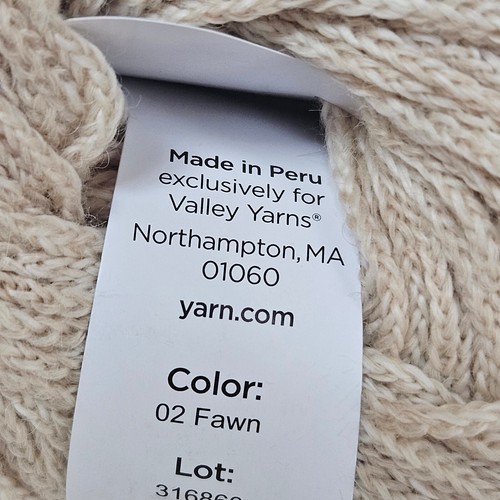 Made in Peru
exclusively for
Valley Yarns®
Northampton, MA
01060
yarn.com
Color:
02 Fawn
Lot: